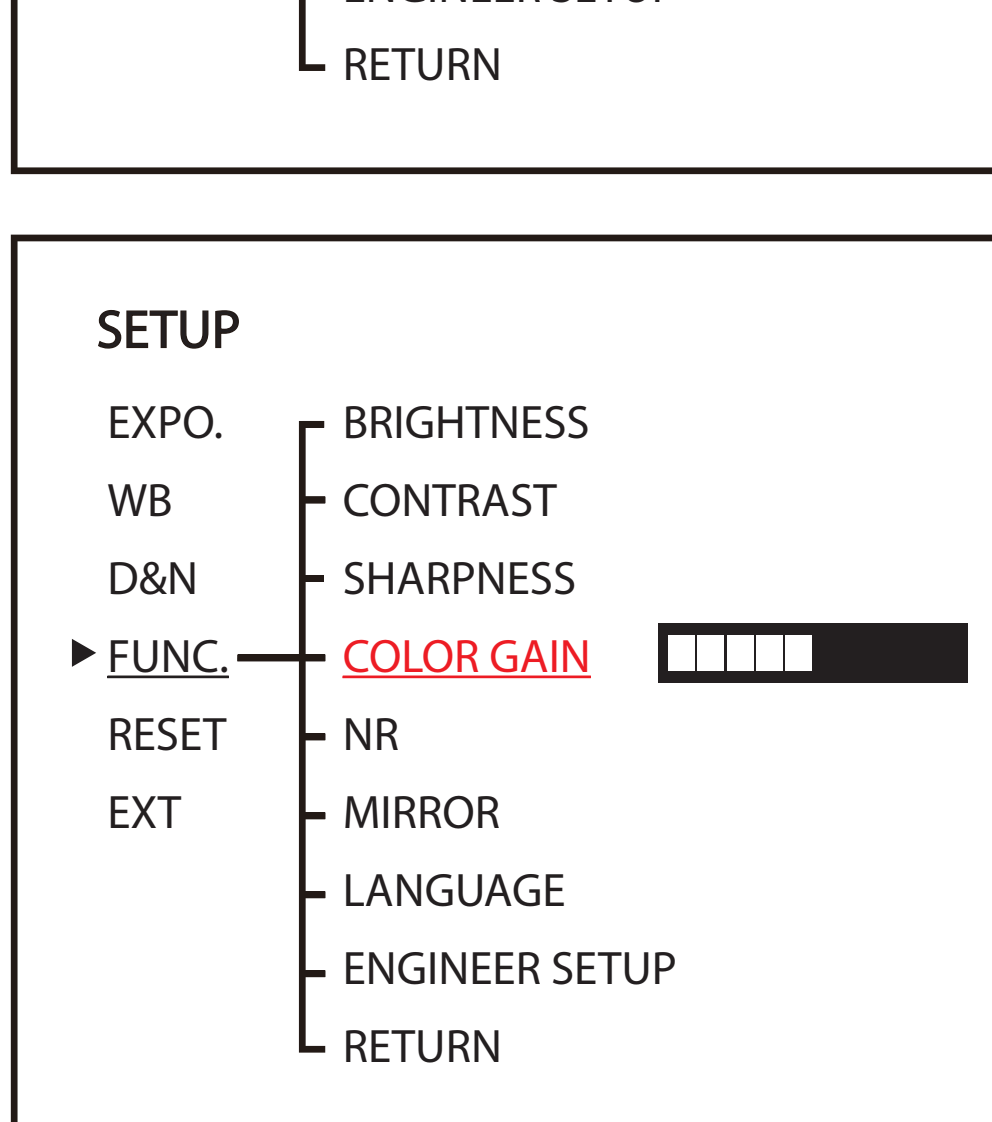 RETURN
SETUP
EXPO. BRIGHTNESS
WB CONTRAST
D&N SHARPNESS
FUNC. COLOR GAIN
RESET NR
EXT MIRROR
LANGUAGE
ENGINEER SETUP
RETURN